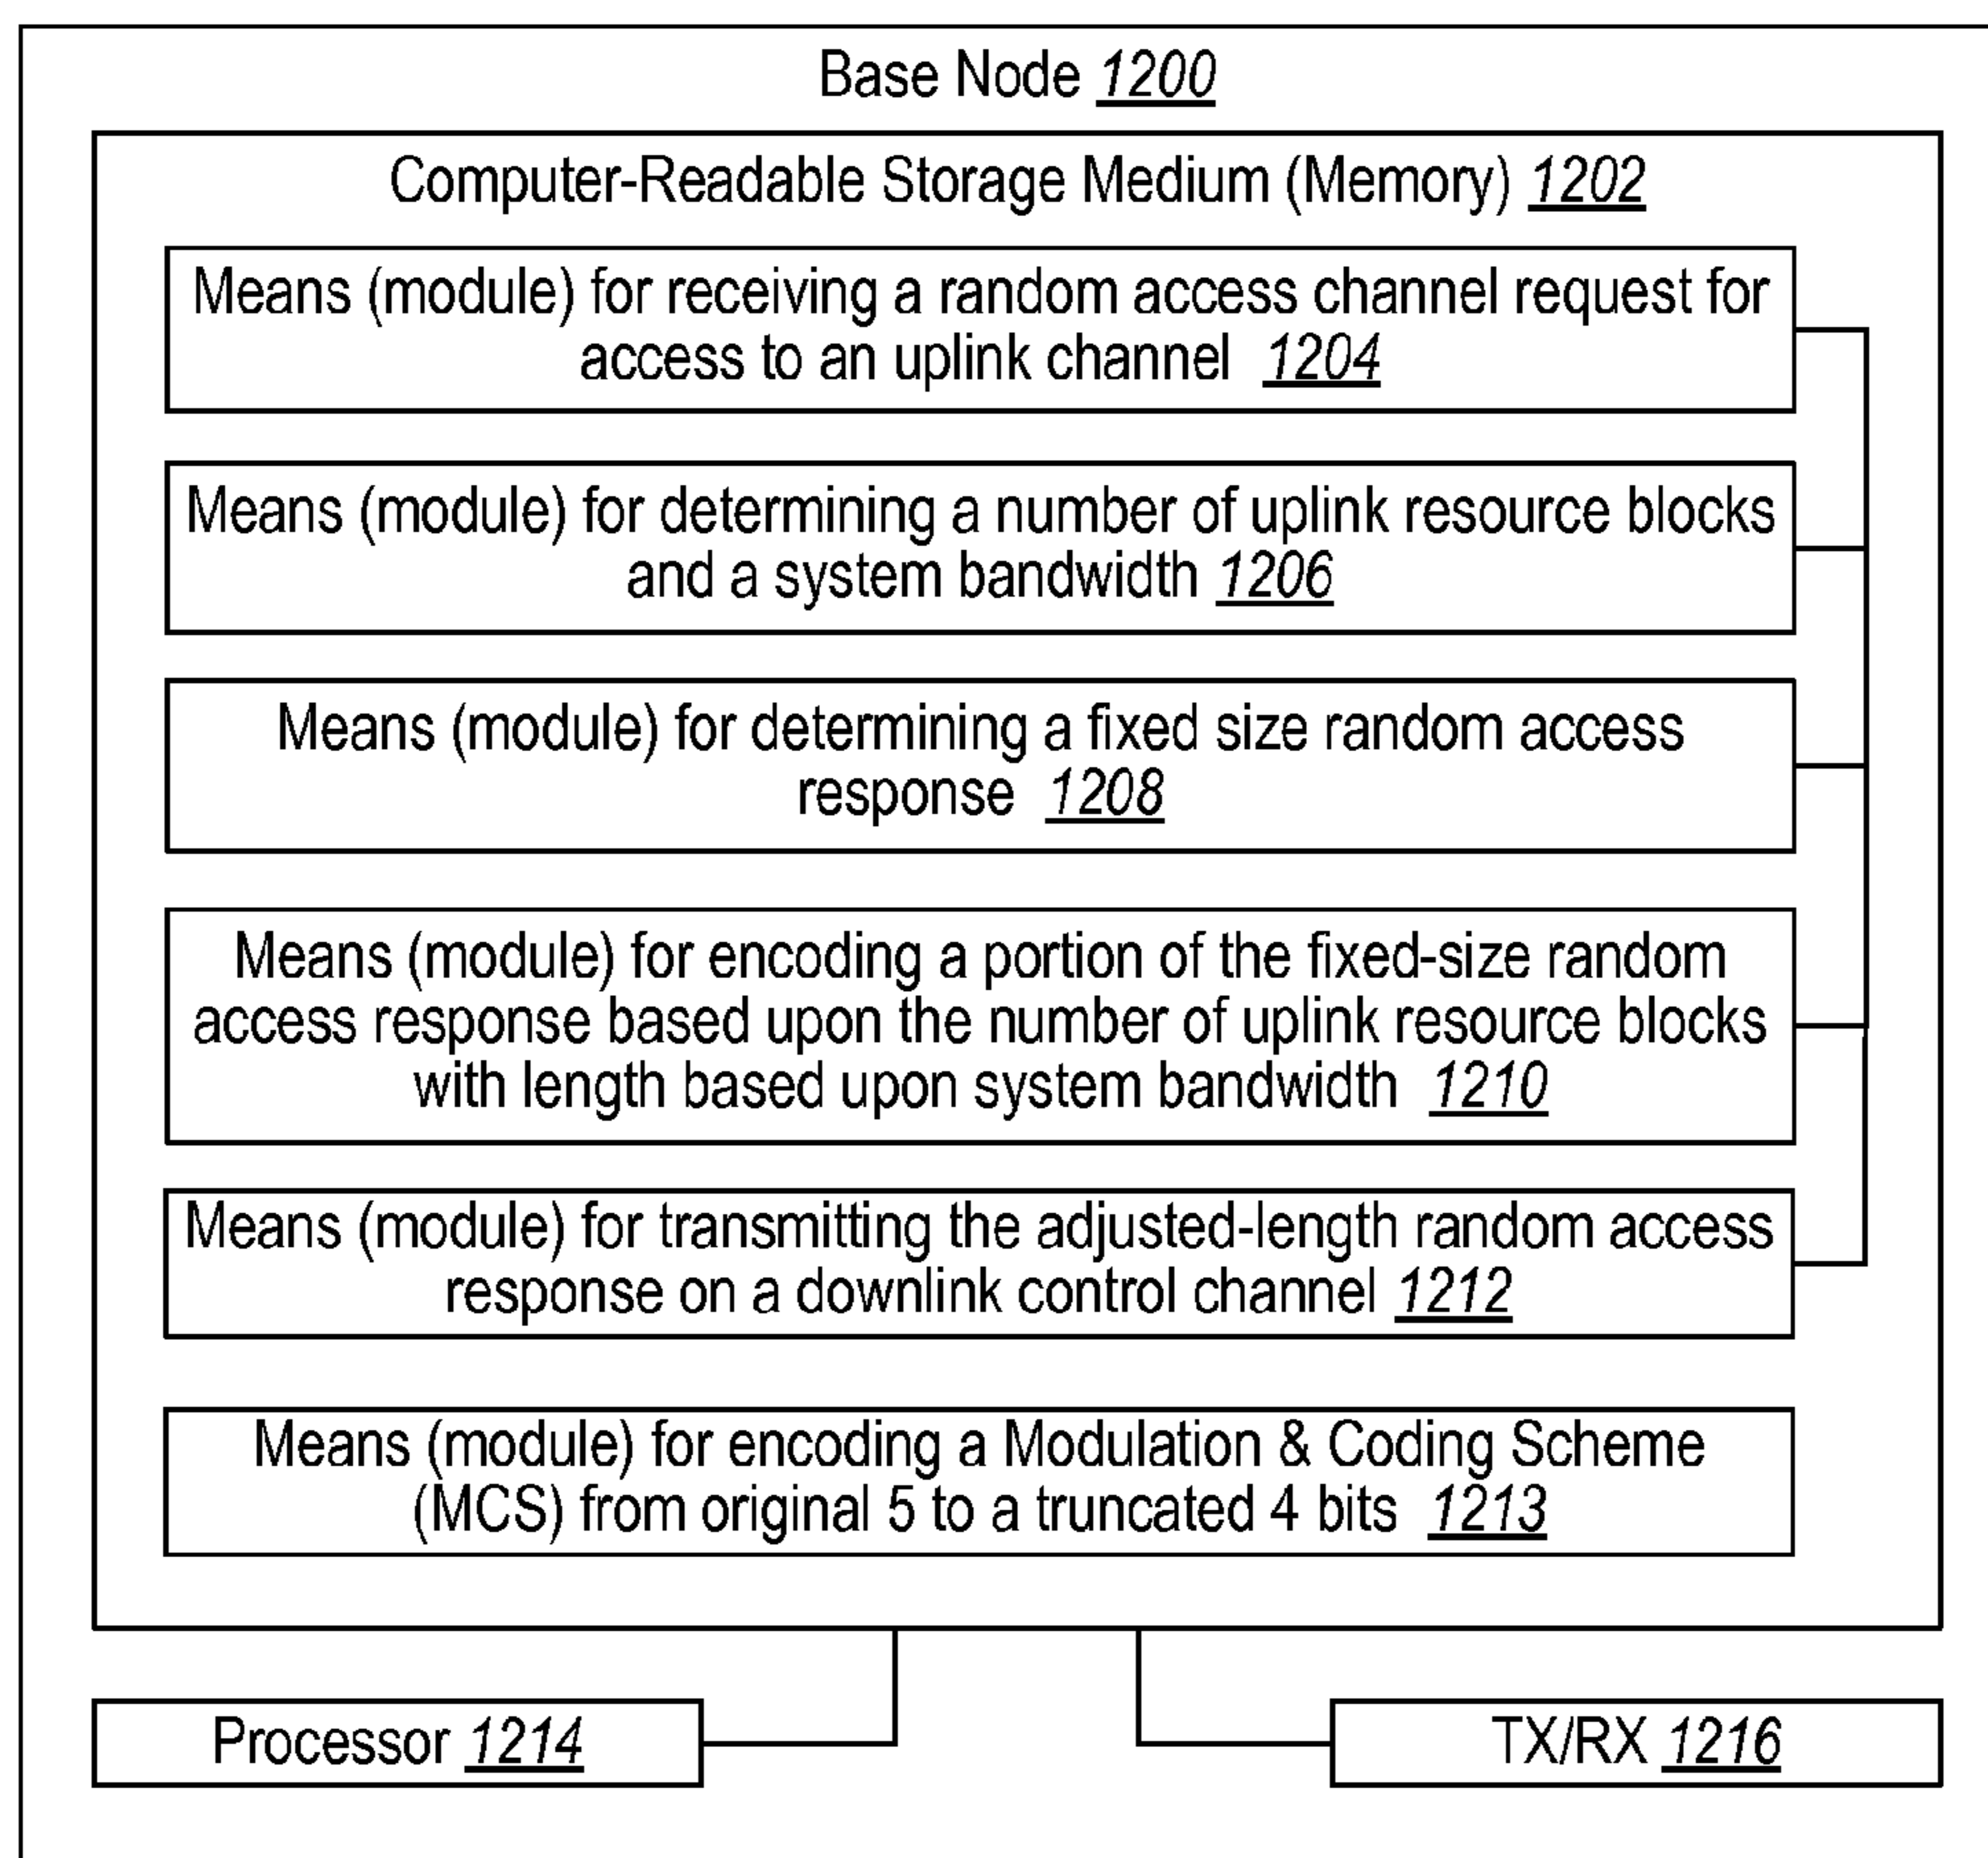 Base Node 1200
Computer-Readable Storage Medium (Memory) 1202
Means (module) for receiving a random access channel request for
access to an uplink channel 1204
Means (module) for determining a number of uplink resource blocks
and a system bandwidth 1206
Means (module) for determining a fixed size random access
response 1208
Means (module) for encoding a portion of the fixed-size random
access response based upon the number of uplink resource blocks
with length based upon system bandwidth 1210
Means (module) for transmitting the adjusted-length random access
response on a downlink control channel 1212
Means (module) for encoding a Modulation & Coding Scheme
(MCS) from original 5 to a truncated 4 bits 1213
Processor 1214
TX/RX 1216